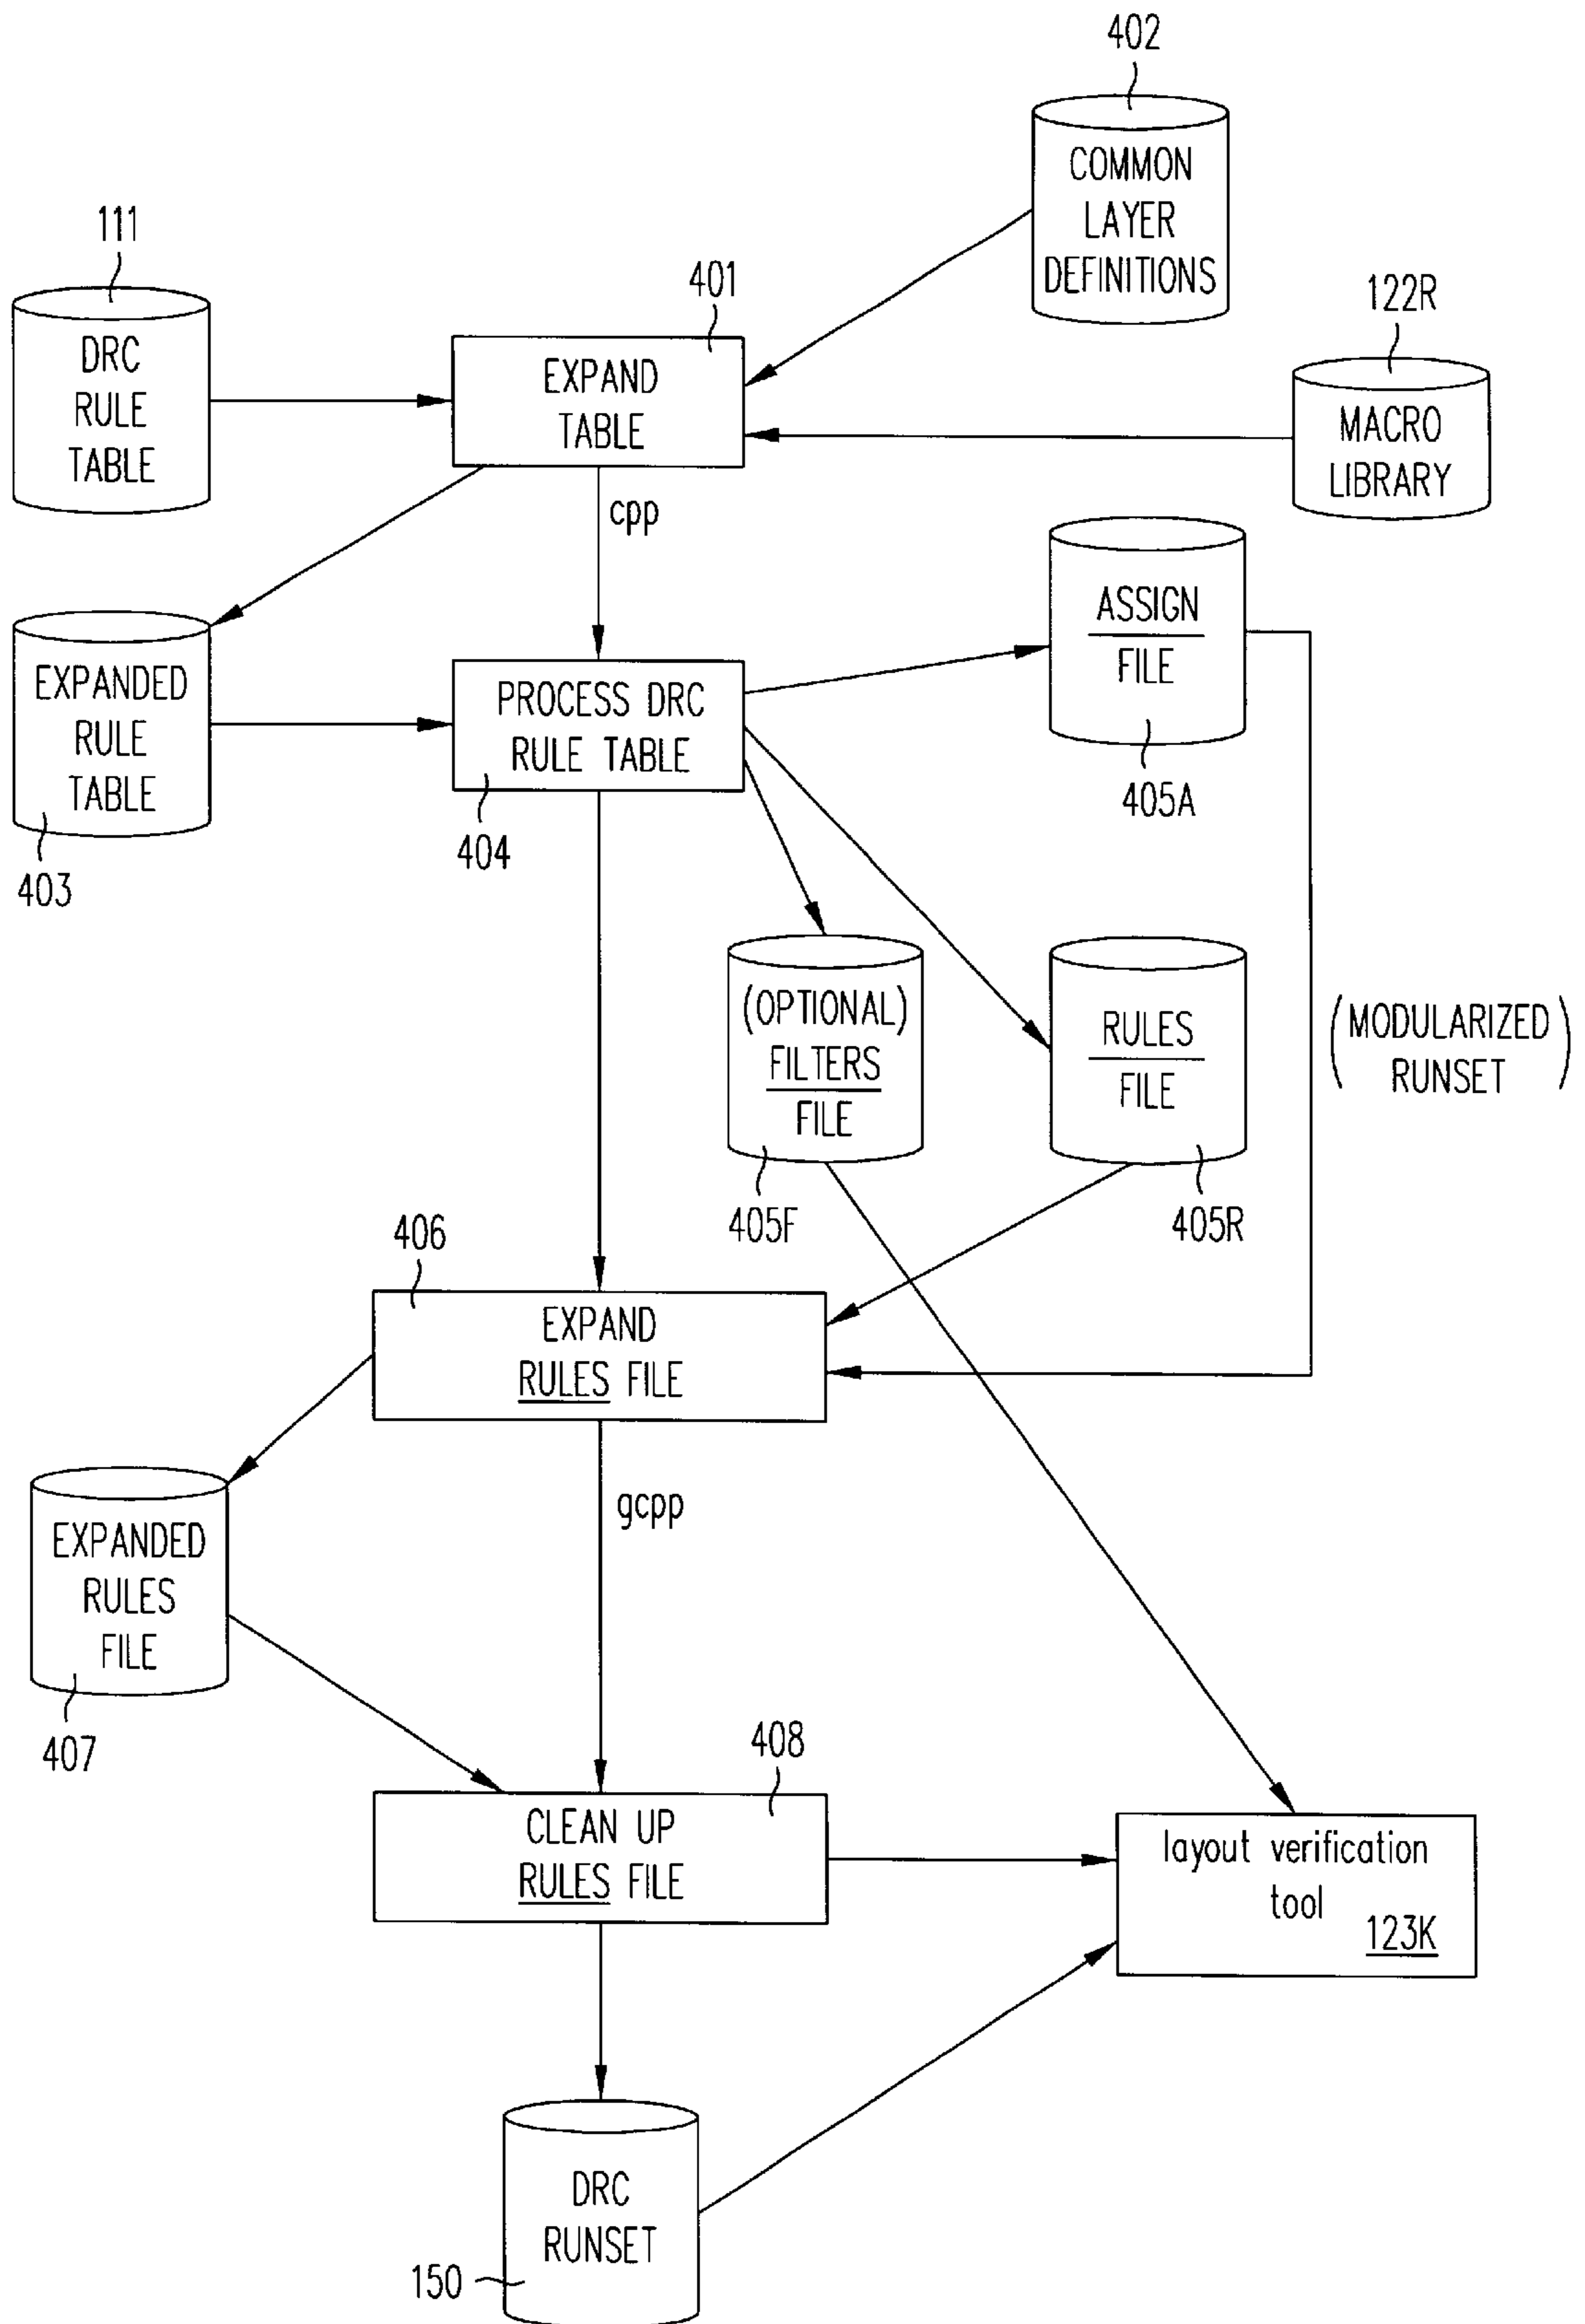 402
COMMON
LAYER
DEFINITIONS
111
DRC
RULE
TABLE
401
EXPAND
TABLE
122R
MACRO
LIBRARY
cpp
EXPANDED
RULE
TABLE
403
PROCESS DRC
RULE TABLE
404
ASSIGN
FILE
405A
(OPTIONAL)
FILTERS
FILE
405F
RULES
FILE
405R
(MODULARIZED
RUNSET)
406
EXPAND
RULES FILE
gcpp
EXPANDED
RULES
FILE
407
408
CLEAN UP
RULES FILE
layout verification
tool
123K
DRC
RUNSET
150